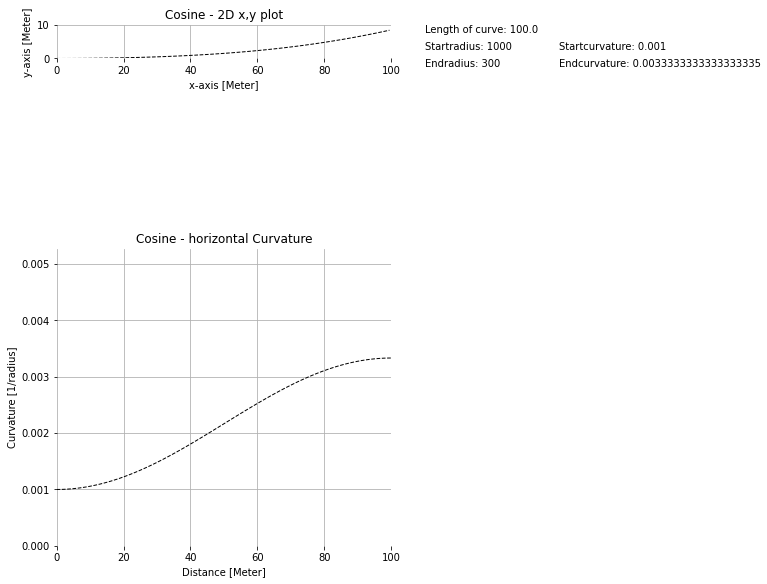 Cosine - 2D x,y plot
y-axis [Meter]
10
0
0 20 40 60 80 100
x-axis [Meter]
Length of curve: 100.0
Startradius: 1000 Startcurvature: 0.001
Endradius: 300 Endcurvature: 0.0033333333333333335
Cosine - horizontal Curvature
Curvature [1/radius]
0.005
0.004
0.003
0.002
0.001
0.000
0 20 40 60 80 100
Distance [Meter]